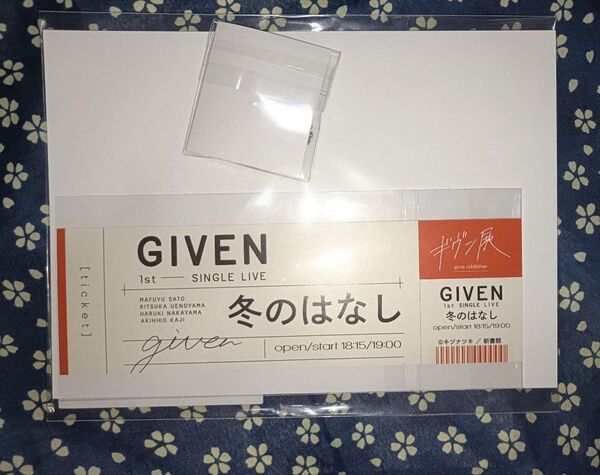 [ticket]
GIVEN
1st — SINGLE LIVE
MAFUYU SATO
RITSUKA UENOYAMA
HARUKI NAKAYAMA
AKIHIKO KAJI
冬のはなし
given
open/start 18:15/19:00
ギヴン展
given exhibition
GIVEN
1st SINGLE LIVE
冬のはなし
open/start 18:15/19:00
©キヅナツキ / 新書館